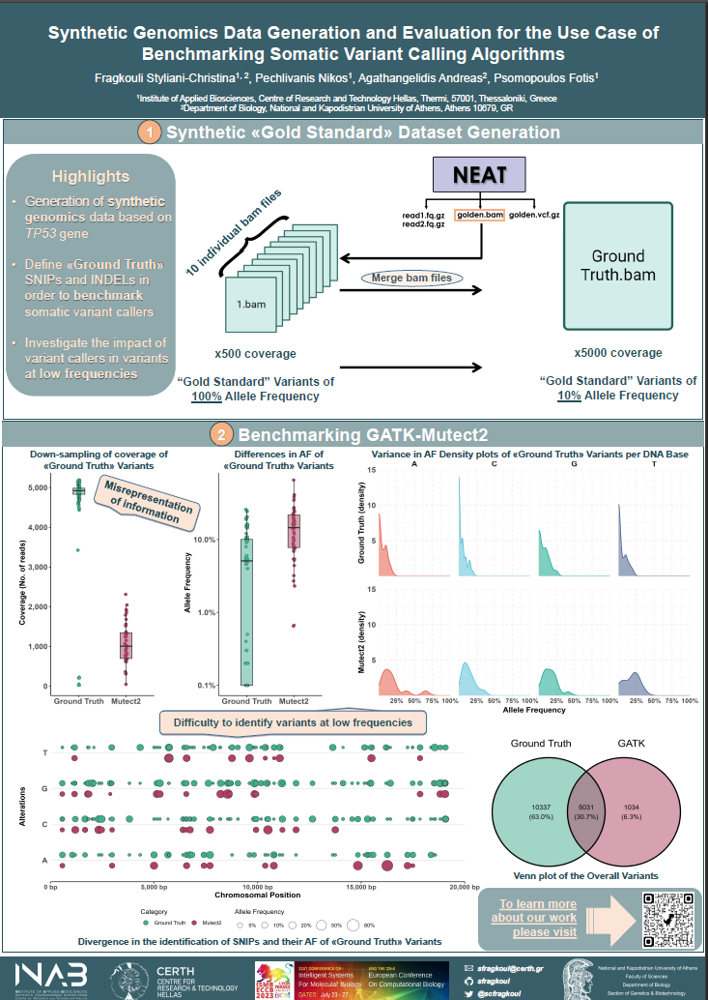 Synthetic Genomics Data Generation and Evaluation for the Use Case of
Benchmarking Somatic Variant Calling Algorithms
Fragkouli Styliani-Christina¹, ², Pechlivanis Nikos¹, Agathangelidis Andreas², Psomopoulos Fotis¹
¹Institute of Applied Biosciences, Centre of Research and Technology Hellas, Thermi, 57001, Thessaloniki, Greece
²Department of Biology, National and Kapodistrian University of Athens, Athens 10679, GR
1 Synthetic «Gold Standard» Dataset Generation
Highlights
• Generation of synthetic
genomics data based on
TP53 gene
• Define «Ground Truth»
SNIPs and INDELs in
order to benchmark
somatic variant callers
• Investigate the impact of
variant callers in variants
at low frequencies
10 individual bam files
1.bam
x500 coverage
"Gold Standard" Variants of
100% Allele Frequency
NEAT
read1.fq.gz
read2.fq.gz
golden.bam
golden.vcf.gz
Merge bam files
Ground
Truth.bam
x5000 coverage
"Gold Standard" Variants of
10% Allele Frequency
2 Benchmarking GATK-Mutect2
Down-sampling of coverage of
«Ground Truth» Variants
Misrepresentation
of information
Coverage (No. of reads)
5,000
4,000
3,000
2,000
1,000
0
Ground Truth Mutect2
Differences in AF of
«Ground Truth» Variants
Allele Frequency
10.0%
1.0%
0.1%
Ground Truth Mutect2
Variance in AF Density plots of «Ground Truth» Variants per DNA Base
A C G T
Ground Truth (density)
15
10
5
Mutect2 (density)
15
10
5
25% 50% 75% 100% 25% 50% 75% 100% 25% 50% 75% 100% 25% 50% 75% 100%
Allele Frequency
Difficulty to identify variants at low frequencies
Alterations
T
G
C
A
0 bp 5,000 bp 10,000 bp 15,000 bp 20,000 bp
Chromosomal Position
Category
Ground Truth Mutect2
Allele Frequency
5% 10% 20% 50% 80%
Divergence in the identification of SNIPs and their AF of «Ground Truth» Variants
Ground Truth GATK
10337
(63.0%)
5031
(30.7%)
1034
(6.3%)
Venn plot of the Overall Variants
To learn more
about our work
please visit
INAB
INSTITUTE OF APPLIED BIOSCIENCES
CERTH
CENTRE FOR
RESEARCH & TECHNOLOGY
HELLAS
ISMB
ECCB
2023
LYON
FRANCE
31ST CONFERENCE ON
Intelligent Systems
For Molecular Biology
DATES: July 23 - 27
AND THE 22nd
European Conference
On Computational Biology
sfragkoul@certh.gr
sfragkoul
@scfragkoul
National and Kapodistrian University of Athens
Faculty of Sciences
Department of Biology
Section of Genetics & Biotechnology